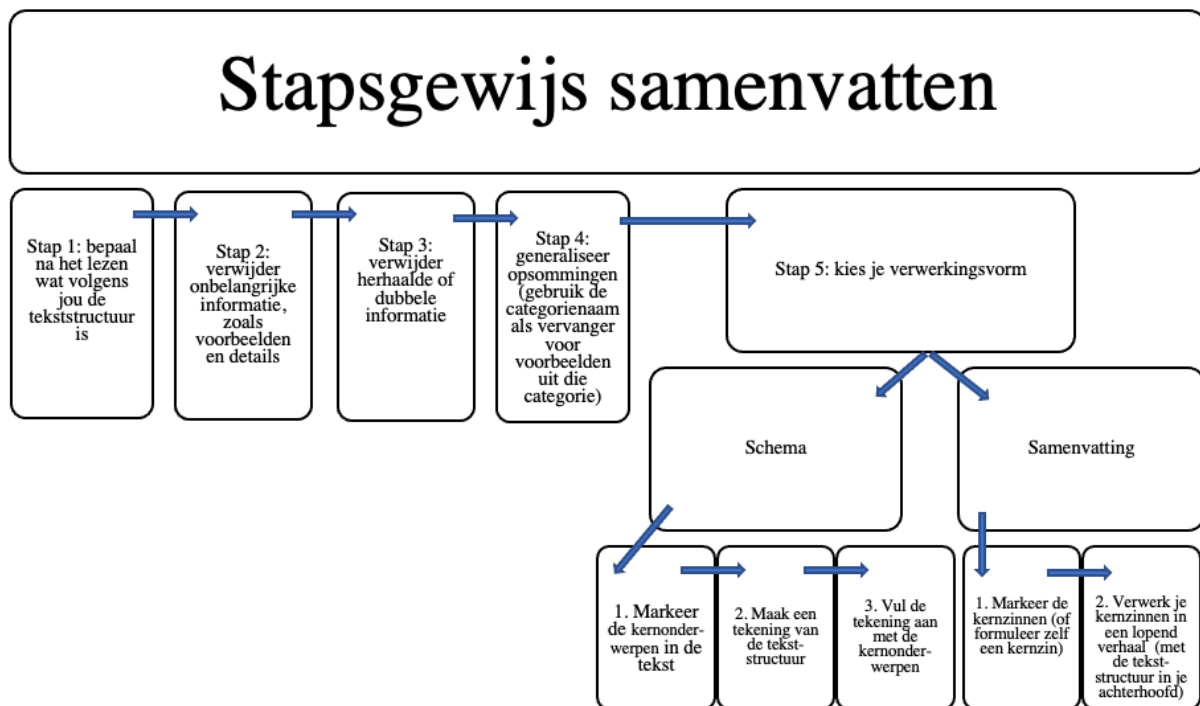 Stapsgewijs samenvatten
Stap 1: bepaal
na het lezen
wat volgens
jou de
tekststructuur
is
Stap 2:
verwijder
onbelangrijke
informatie,
zoals
voorbeelden
en details
Stap 3:
verwijder
herhaalde of
dubbele
informatie
Stap 4:
generaliseer
opsommingen
(gebruik de
categorienaam
als vervanger
voor
voorbeelden
uit die
categorie)
Stap 5: kies je verwerkingsvorm
Schema
Samenvatting
1. Markeer
de kernonder-
werpen in de
tekst
2. Maak een
tekening van
de tekst-
structuur
3. Vul de
tekening aan
met de
kernonder-
werpen
1. Markeer de
kernzinnen (of
formuleer zelf
een kernzin)
2. Verwerk je
kernzinnen in
een lopend
verhaal (met
de tekst-
structuur in je
achterhoofd)